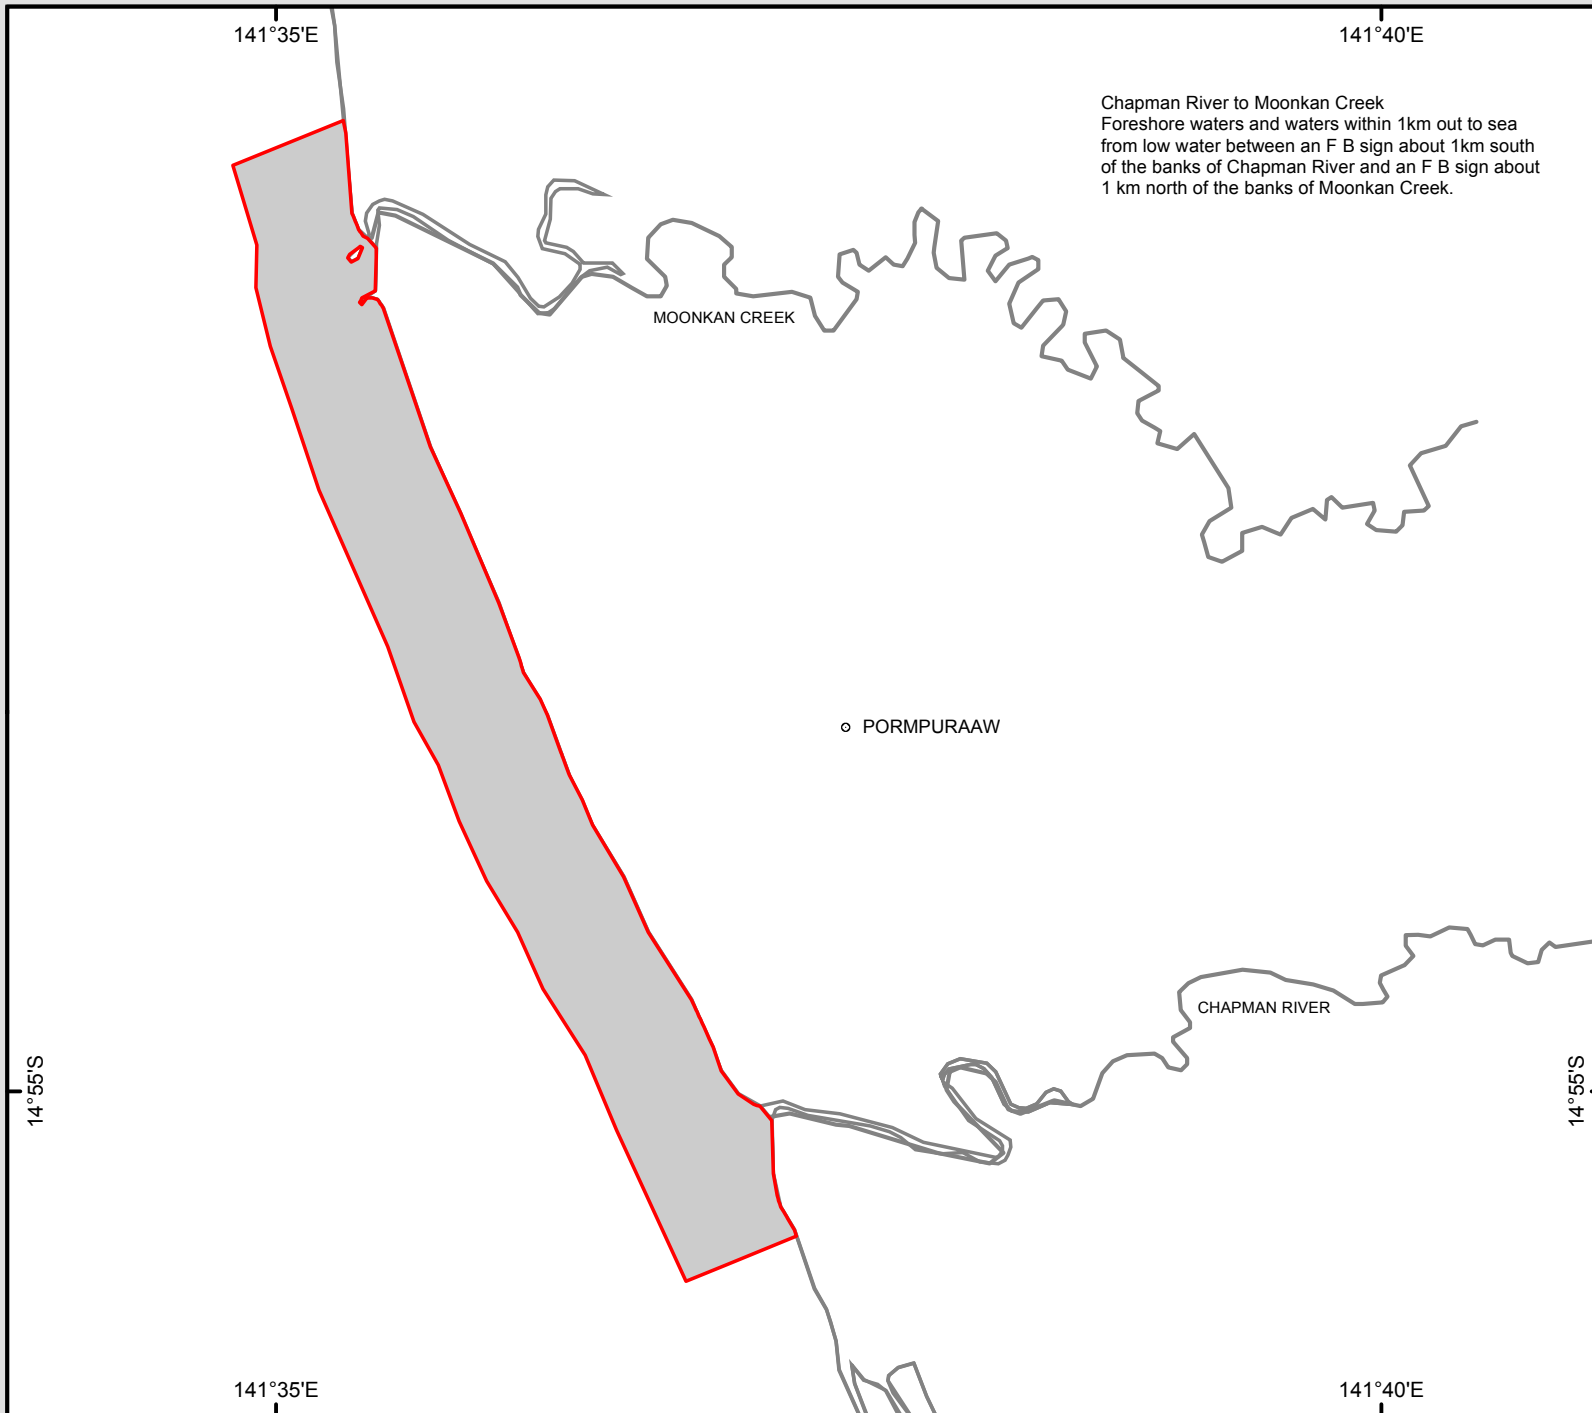 141°35'E
141°40'E
Chapman River to Moonkan Creek
Foreshore waters and waters within 1km out to sea
from low water between an F B sign about 1km south
of the banks of Chapman River and an F B sign about
1 km north of the banks of Moonkan Creek.
MOONKAN CREEK
PORMPURAAW
CHAPMAN RIVER
14°55'S
14°55'S
141°35'E
141°40'E